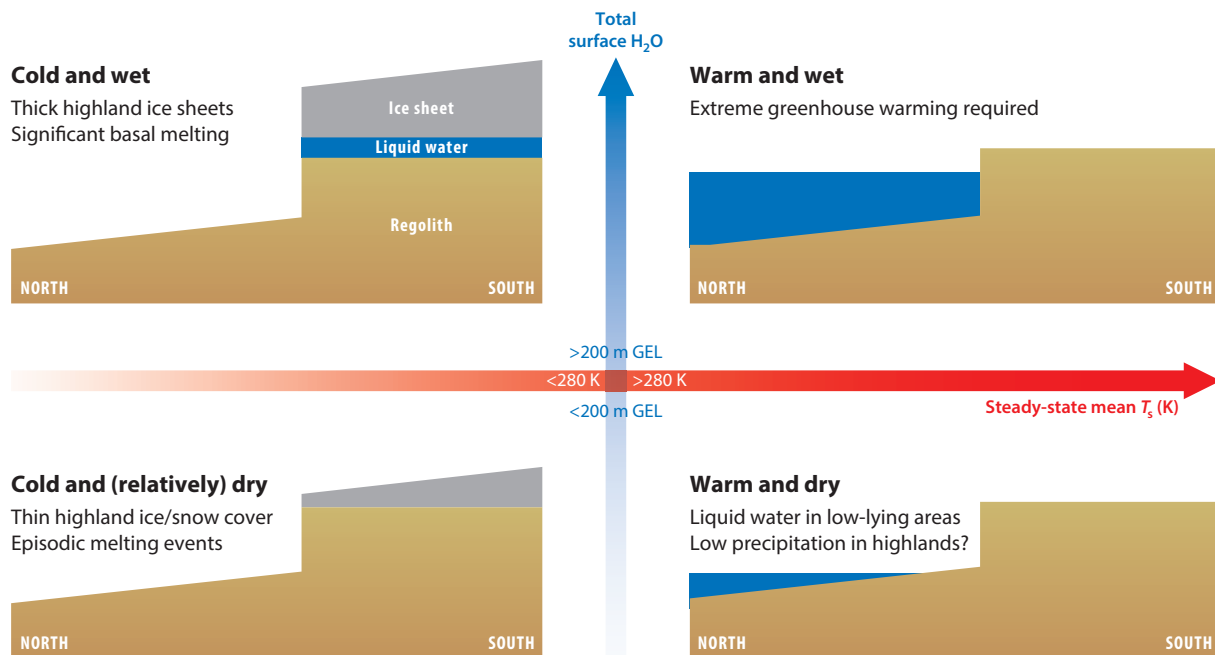 Total
surface H₂O
Cold and wet
Thick highland ice sheets
Significant basal melting
Ice sheet
Liquid water
Regolith
NORTH
SOUTH
Warm and wet
Extreme greenhouse warming required
NORTH
SOUTH
>200 m GEL
<280 K
>280 K
<200 m GEL
Steady-state mean Tₛ (K)
Cold and (relatively) dry
Thin highland ice/snow cover
Episodic melting events
NORTH
SOUTH
Warm and dry
Liquid water in low-lying areas
Low precipitation in highlands?
NORTH
SOUTH